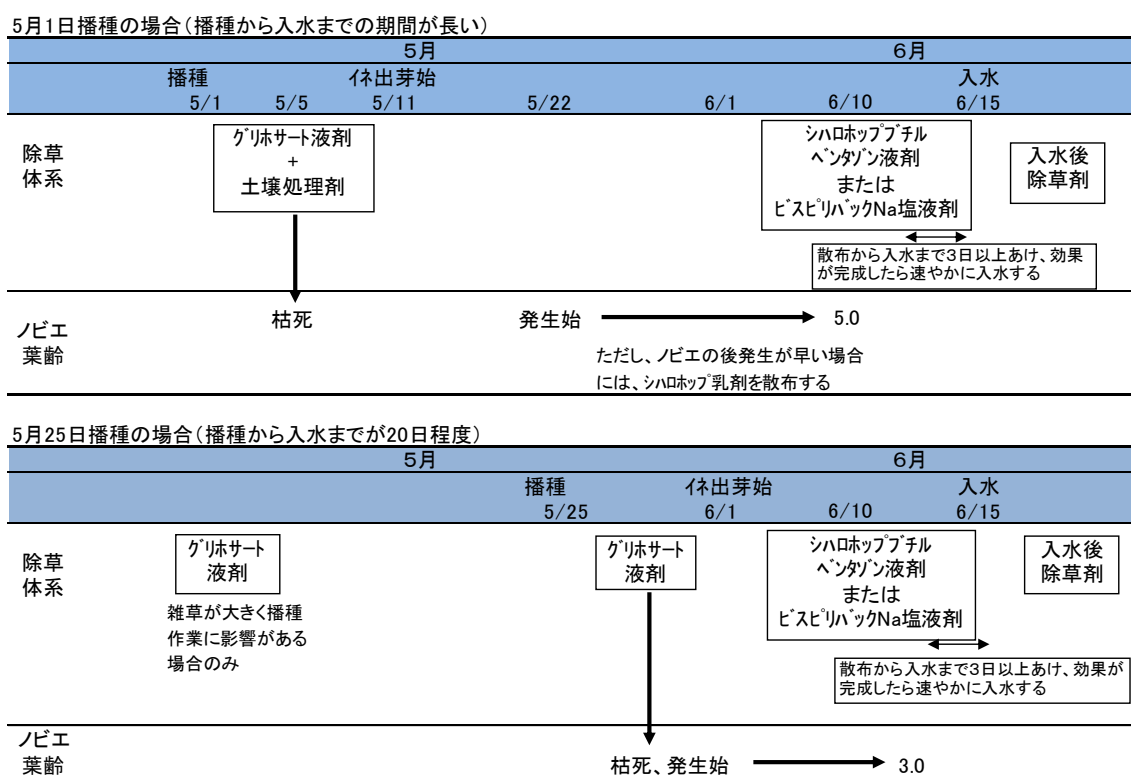 5月1日播種の場合（播種から入水までの期間が長い）
５月 ６月
播種 ｲﾈ出芽始 入水
5/1 5/5 5/11 5/22 6/1 6/10 6/15
除草
体系
ｸﾞﾘﾎサート液剤
+
土壌処理剤
シﾊﾛﾎｯﾌﾟﾌﾞﾁﾙ
ﾍﾞﾝﾀｿﾞﾝ液剤
または
ﾋﾞｽﾋﾟﾘﾊﾞｯｸNa塩液剤
入水後
除草剤
散布から入水まで３日以上あけ、効果
が完成したら速やかに入水する
ノビエ
葉齢
枯死 発生始 5.0
ただし、ノビエの後発生が早い場合
には、ｼﾊﾛﾎｯﾌﾟ乳剤を散布する
5月25日播種の場合（播種から入水までが20日程度）
５月 ６月
播種 ｲﾈ出芽始 入水
5/25 6/1 6/10 6/15
除草
体系
ｸﾞﾘﾎサート
液剤
雑草が大きく播種
作業に影響がある
場合のみ
ｸﾞﾘﾎサート
液剤
シﾊﾛﾎｯﾌﾟﾌﾞﾁﾙ
ﾍﾞﾝﾀｿﾞﾝ液剤
または
ﾋﾞｽﾋﾟﾘﾊﾞｯｸNa塩液剤
入水後
除草剤
散布から入水まで３日以上あけ、効果が
完成したら速やかに入水する
ノビエ
葉齢
枯死、発生始 3.0